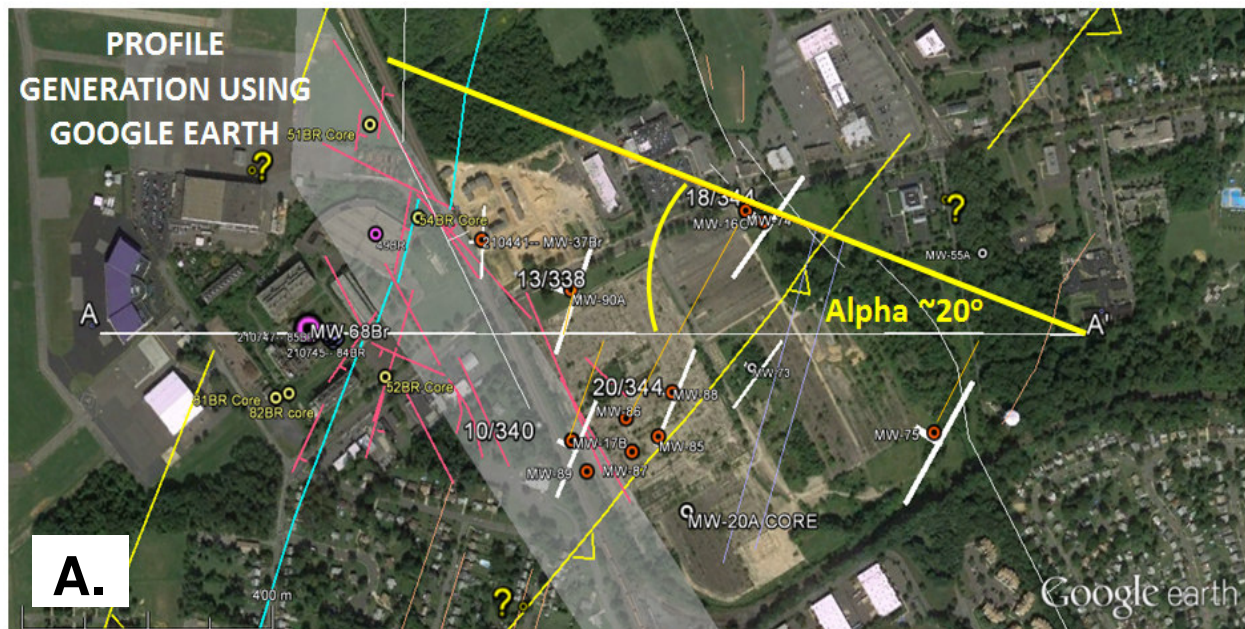 PROFILE
GENERATION USING
GOOGLE EARTH
51BR Core
?
54BR Core
49BR
210441-- MW-37Br
18/344
MW-16C
MW-74
?
MW-55A
13/338
MW-90A
Alpha ~20°
A
A'
MW-68Br
210745-- 84BR
MW-73
52BR Core
81BR Core
82BR core
20/344
MW-88
MW-86
10/340
MW-17B
MW-85
MW-75
MW-89
MW-87
MW-20A CORE
A.
400 m
?
Google earth